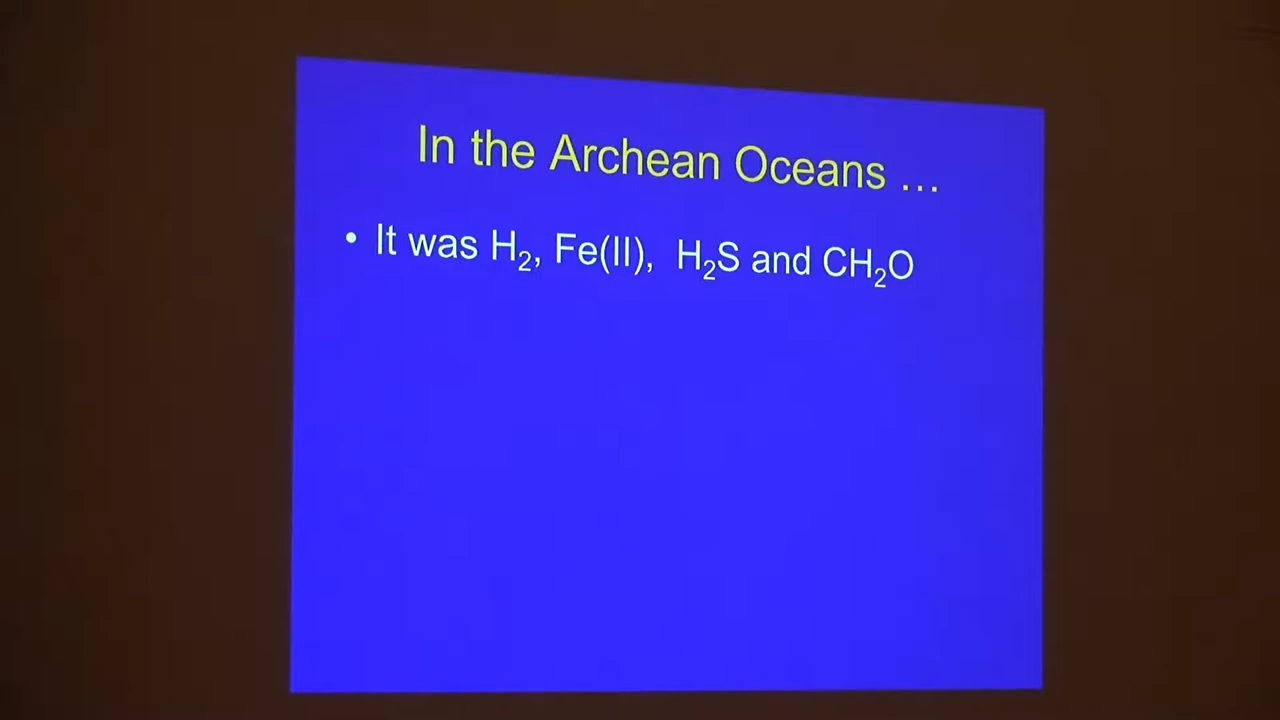 In the Archean Oceans …
• It was H₂, Fe(II), H₂S and CH₂O